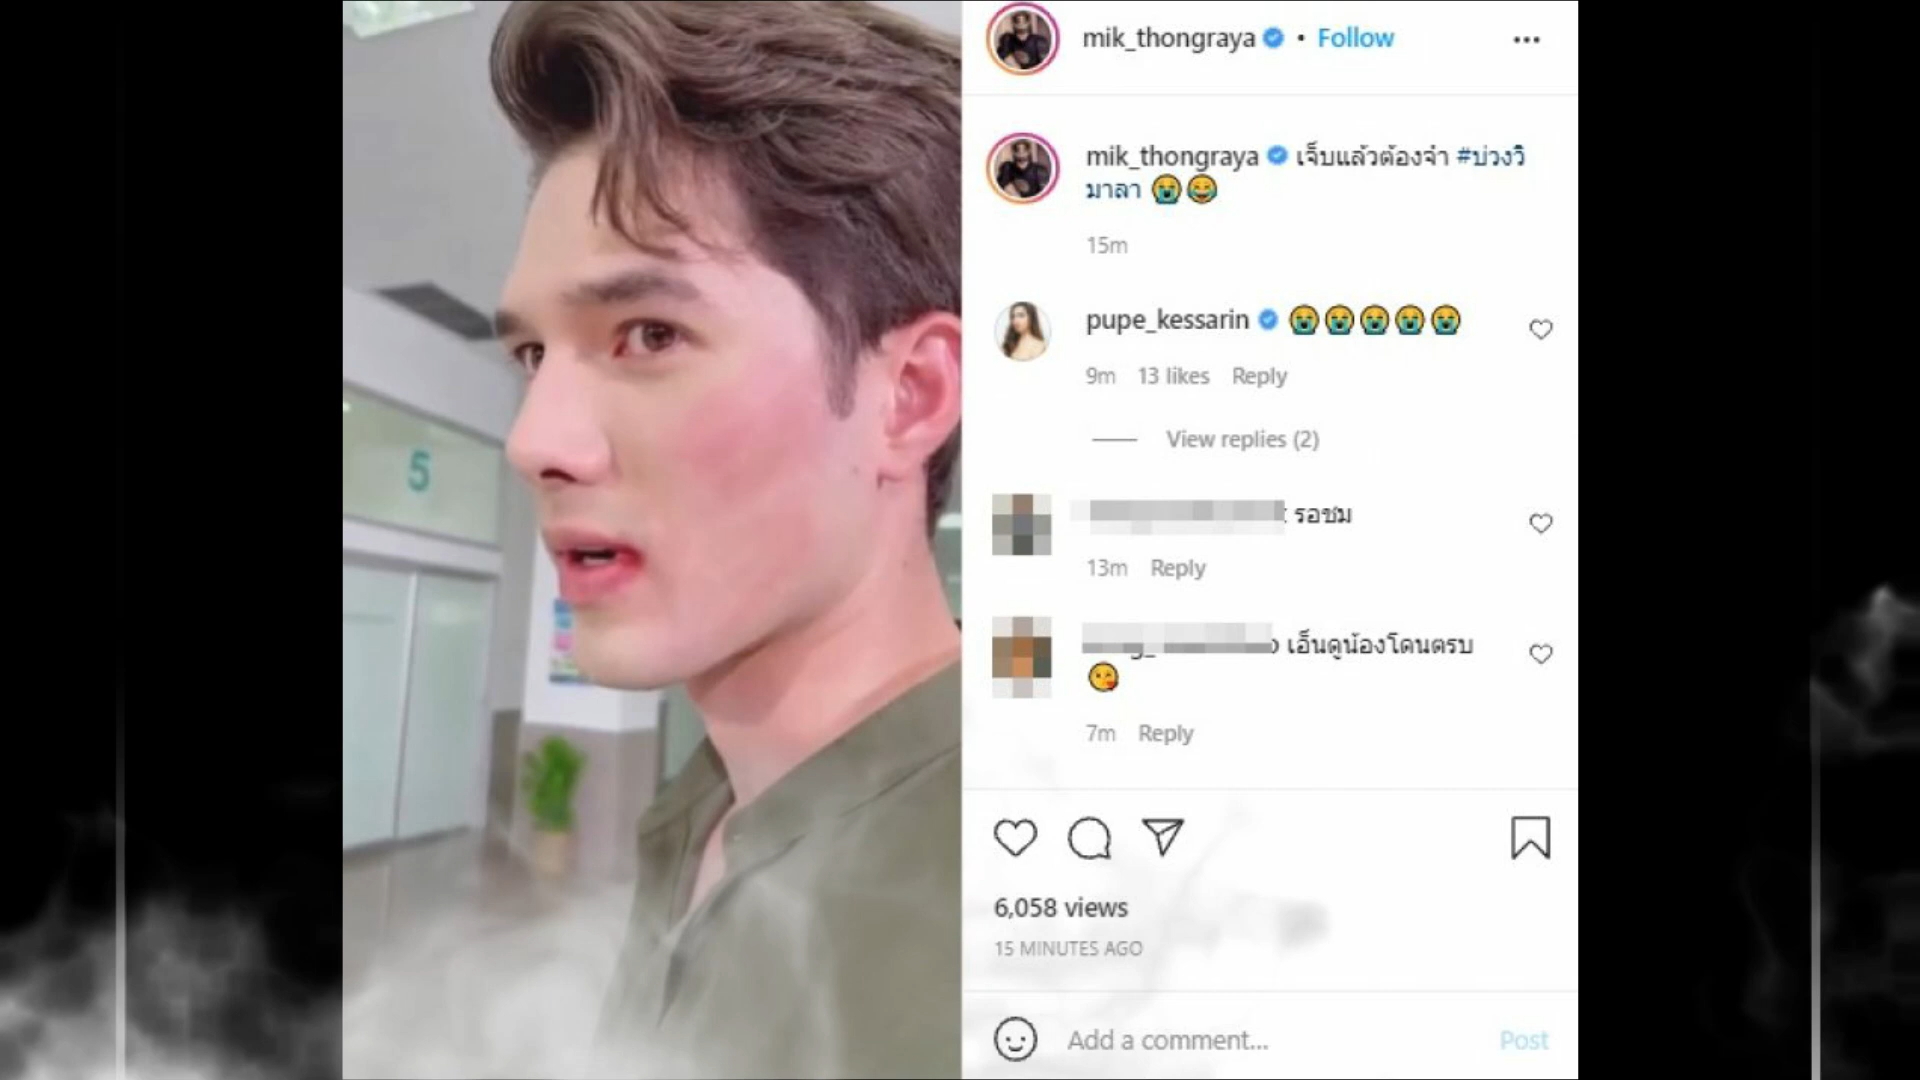 5
mik_thongraya • Follow
mik_thongraya เจ็บแล้วต้องจำ #บ่วงวิ
มาลา 😭😂
15m
pupe_kessarin 😭😭😭😭😭
9m 13 likes Reply
View replies (2)
รอชม
13m Reply
เอ็นดูน้องโดนตรบ
😘
7m Reply
6,058 views
15 MINUTES AGO
Add a comment... Post